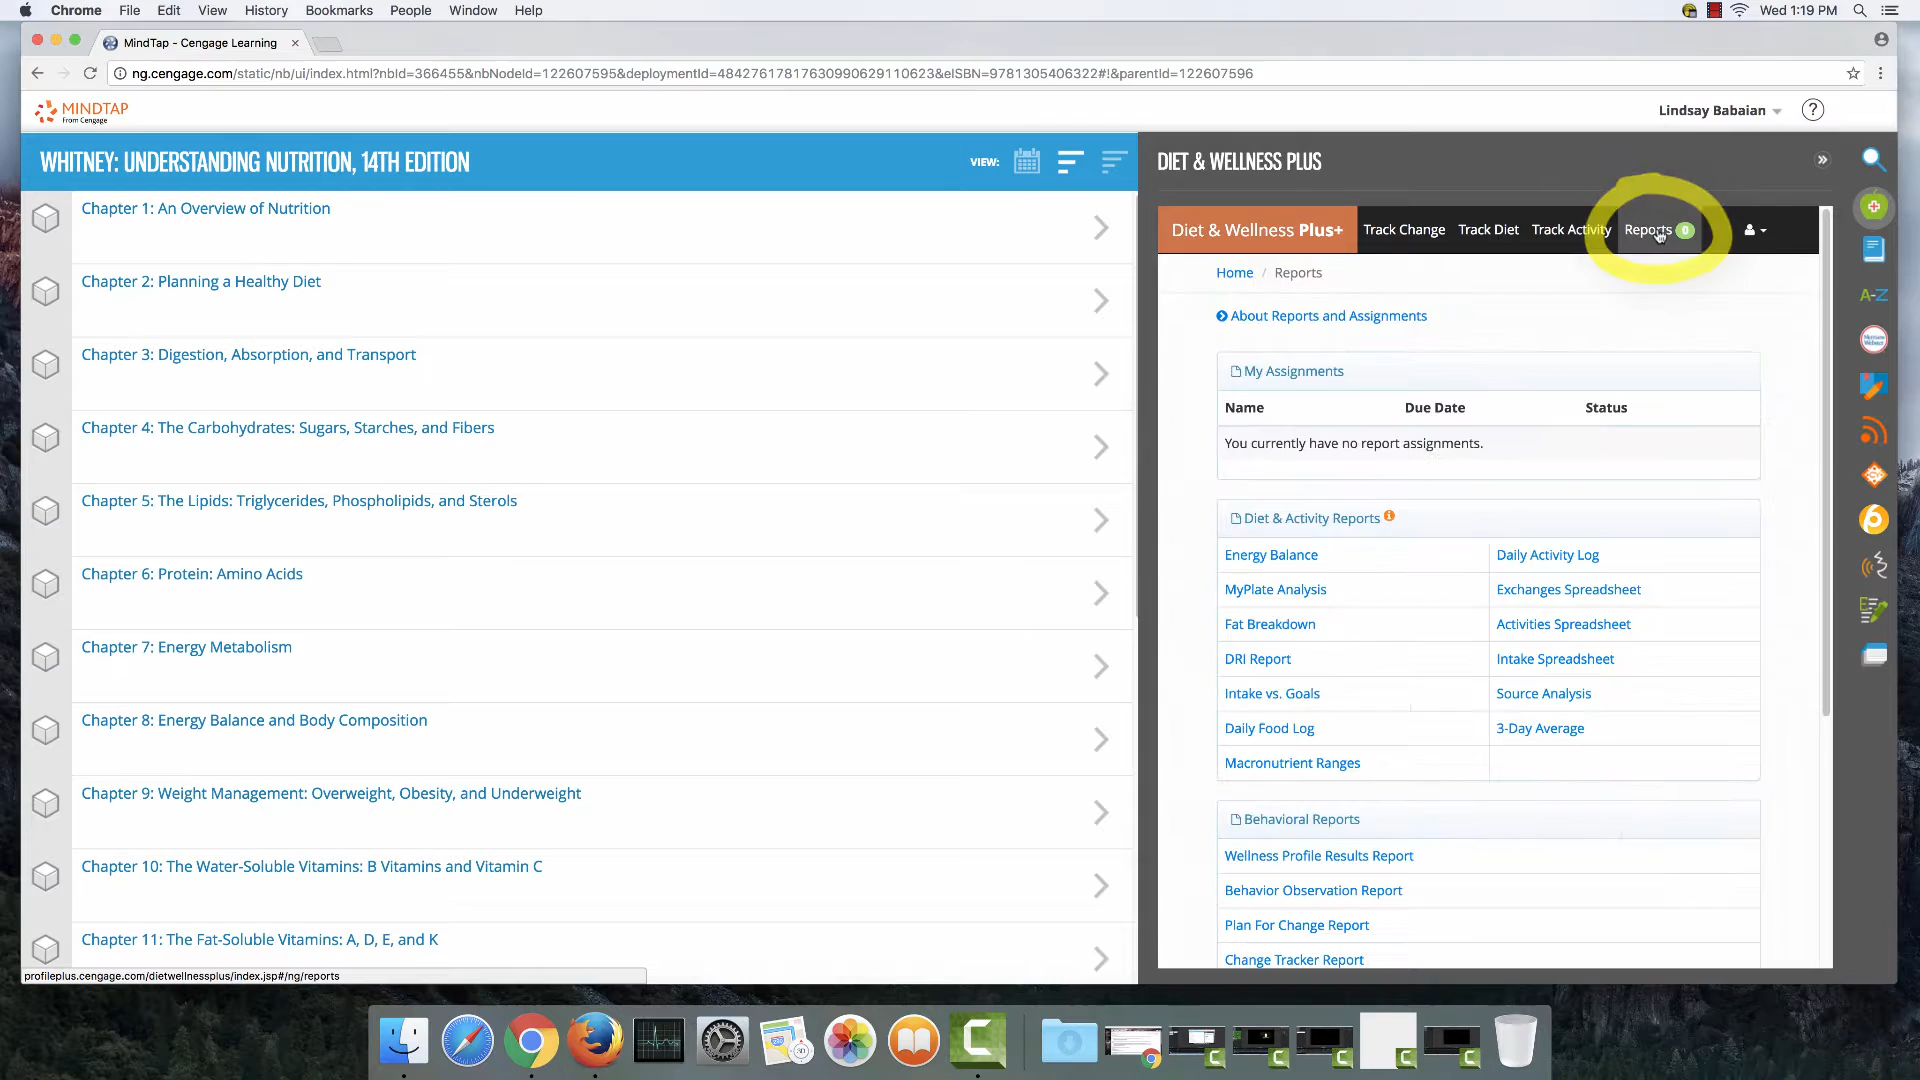 Chrome File Edit View History Bookmarks People Window Help Wed 1:19 PM
MindTap - Cengage Learning
ng.cengage.com/static/nb/ui/index.html?nbId=366455&nbNodeId=122607595&deploymentId=48427617817630990629110623&eISBN=9781305406322#!&parentId=122607596
MINDTAP
From Cengage
Lindsay Babaian ?
WHITNEY: UNDERSTANDING NUTRITION, 14TH EDITION
VIEW:
Chapter 1: An Overview of Nutrition
Chapter 2: Planning a Healthy Diet
Chapter 3: Digestion, Absorption, and Transport
Chapter 4: The Carbohydrates: Sugars, Starches, and Fibers
Chapter 5: The Lipids: Triglycerides, Phospholipids, and Sterols
Chapter 6: Protein: Amino Acids
Chapter 7: Energy Metabolism
Chapter 8: Energy Balance and Body Composition
Chapter 9: Weight Management: Overweight, Obesity, and Underweight
Chapter 10: The Water-Soluble Vitamins: B Vitamins and Vitamin C
Chapter 11: The Fat-Soluble Vitamins: A, D, E, and K
profileplus.cengage.com/dietwellnessplus/index.jsp#/ng/reports
DIET & WELLNESS PLUS
Diet & Wellness Plus+ Track Change Track Diet Track Activity Reports 0
Home / Reports
About Reports and Assignments
My Assignments
Name Due Date Status
You currently have no report assignments.
Diet & Activity Reports
Energy Balance Daily Activity Log
MyPlate Analysis Exchanges Spreadsheet
Fat Breakdown Activities Spreadsheet
DRI Report Intake Spreadsheet
Intake vs. Goals Source Analysis
Daily Food Log 3-Day Average
Macronutrient Ranges
Behavioral Reports
Wellness Profile Results Report
Behavior Observation Report
Plan For Change Report
Change Tracker Report
A-Z